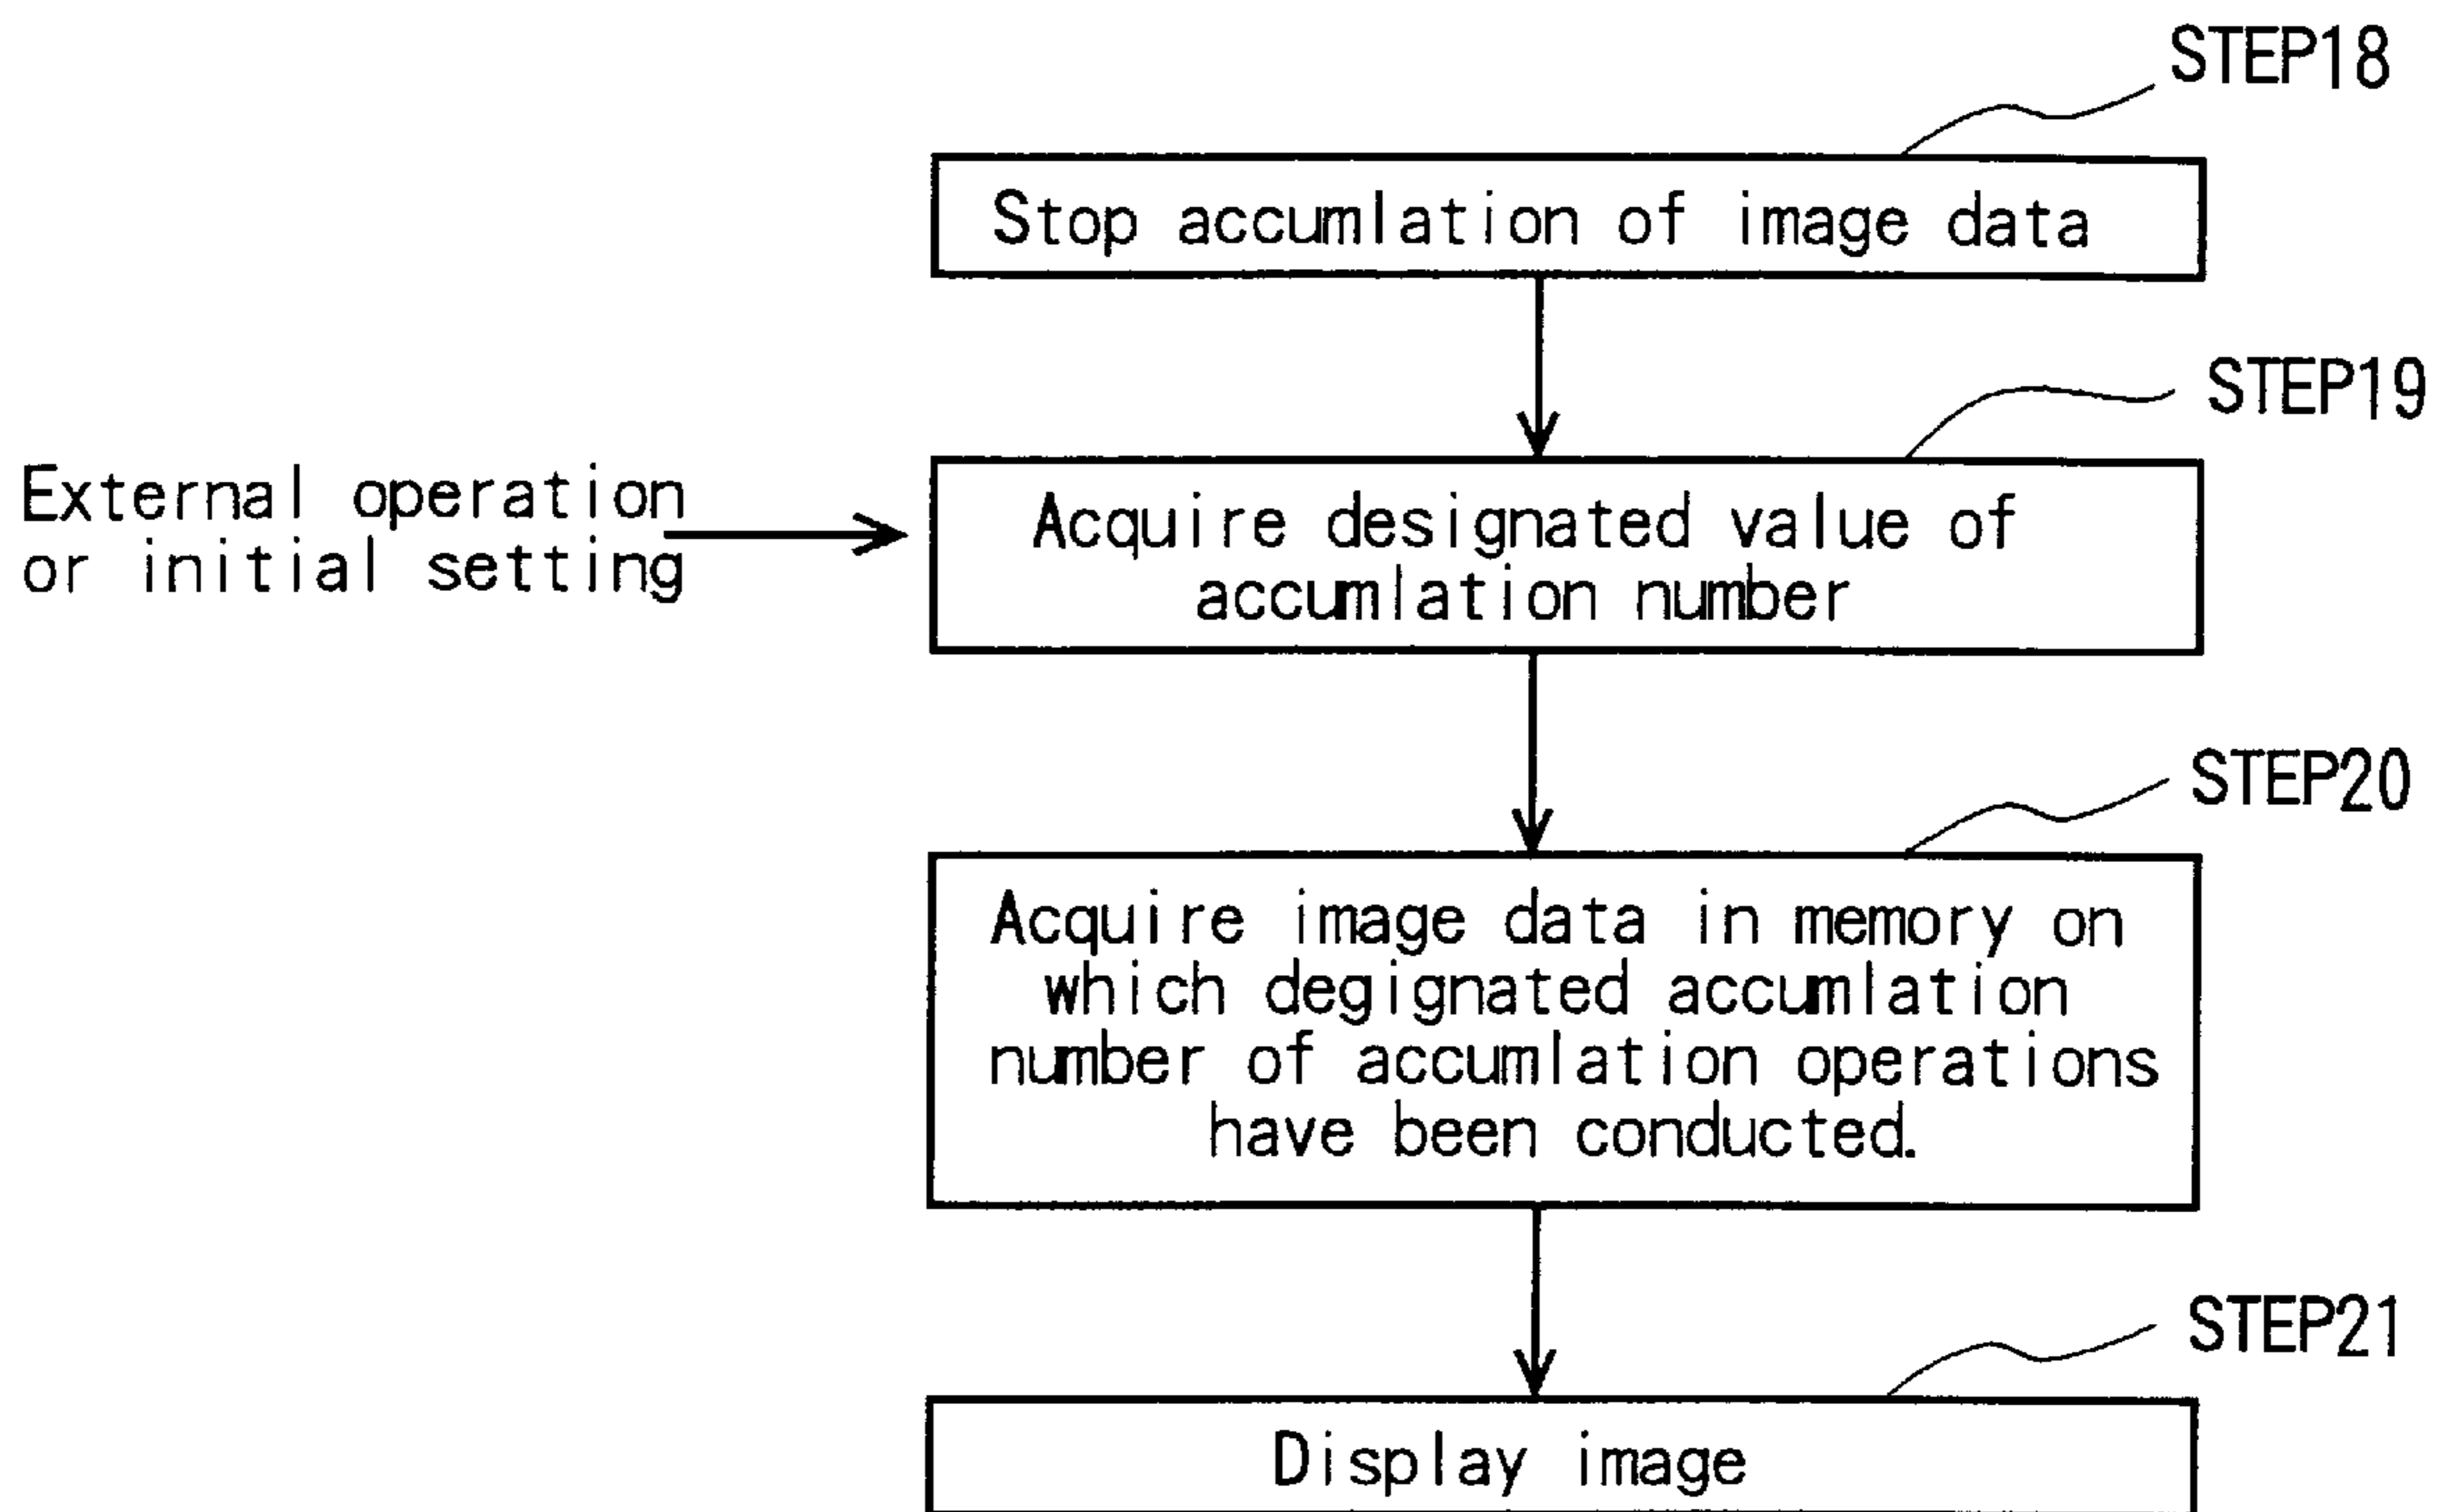 STEP18
Stop accumlation of image data
STEP19
External operation
or initial setting
Acquire designated value of
accumlation number
STEP20
Acquire image data in memory on
which degignated accumlation
number of accumlation operations
have been conducted.
STEP21
Display image